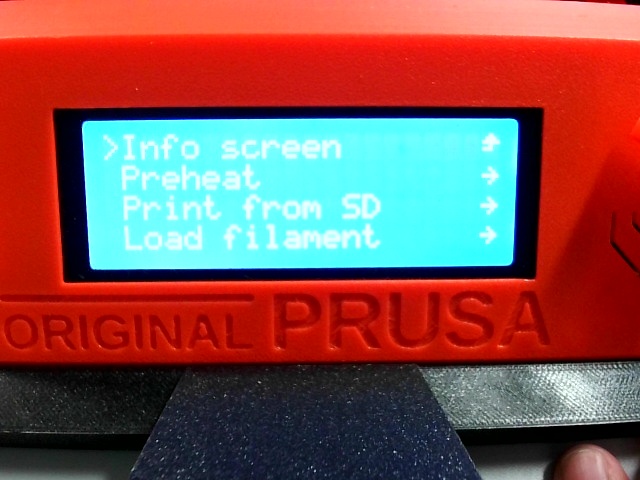 >Info screen ↑
Preheat →
Print from SD →
Load filament →
ORIGINAL PRUSA